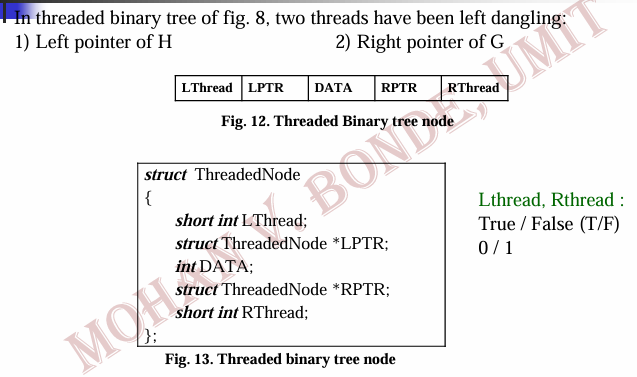 In threaded binary tree of fig. 8, two threads have been left dangling:
1) Left pointer of H 2) Right pointer of G
LThread LPTR DATA RPTR RThread
Fig. 12. Threaded Binary tree node
struct ThreadedNode
{
short int LThread;
struct ThreadedNode *LPTR;
int DATA;
struct ThreadedNode *RPTR;
short int RThread;
};
Fig. 13. Threaded binary tree node
Lthread, Rthread :
True / False (T/F)
0 / 1
MOHAN V. BONDE, UMIT